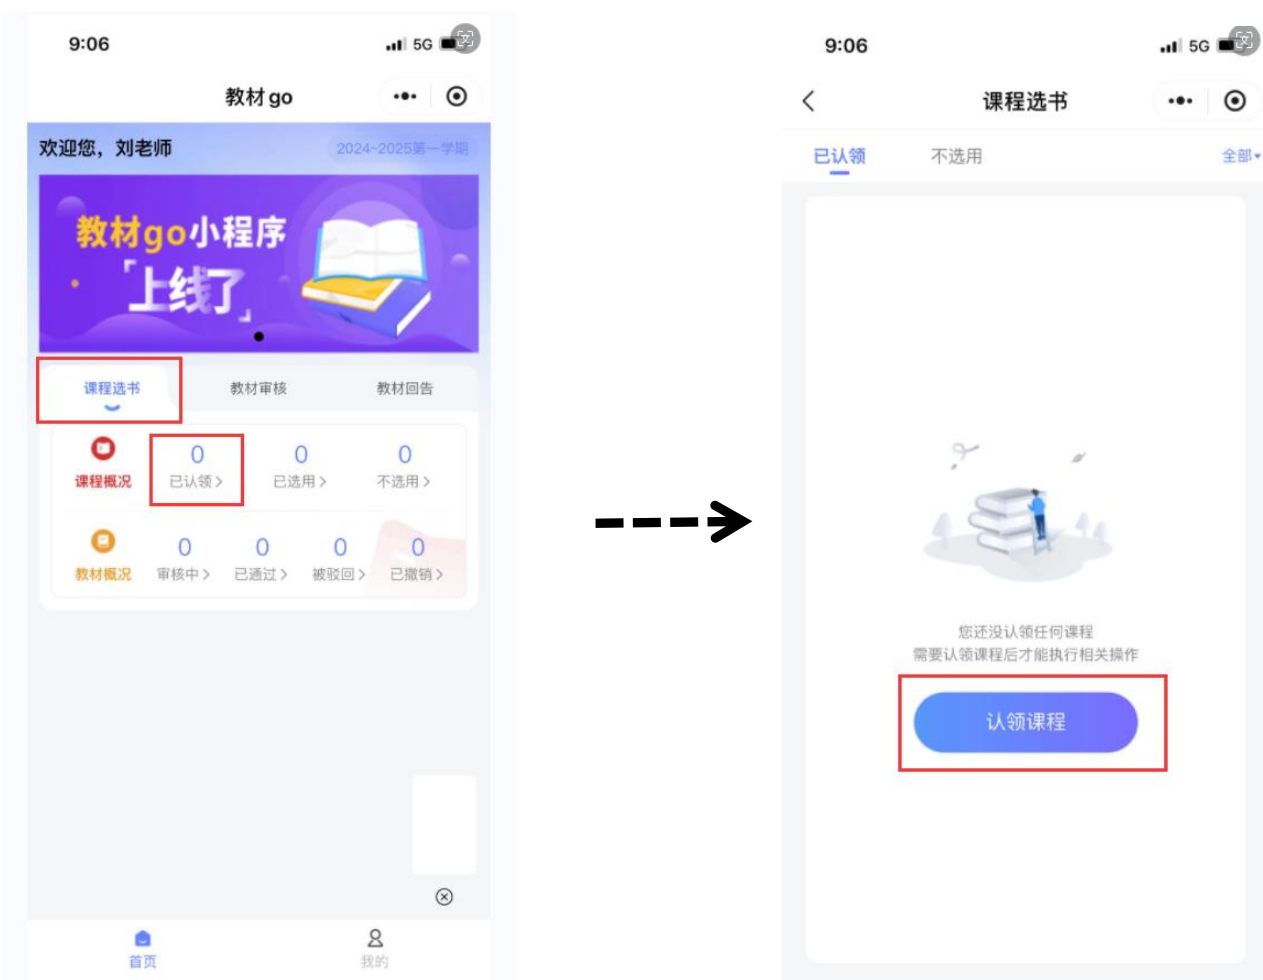 9:06
5G
教材go
欢迎您，刘老师
2024-2025第一学期
教材go小程序
「上线了」
课程选书
教材审核
教材回告
课程概况
0
已认领>
0
已选用>
0
不选用>
教材概况
0
审核中>
0
已通过>
0
被驳回>
0
已撤销>
首页
我的
9:06
5G
课程选书
已认领
不选用
全部
您还没认领任何课程
需要认领课程后才能执行相关操作
认领课程